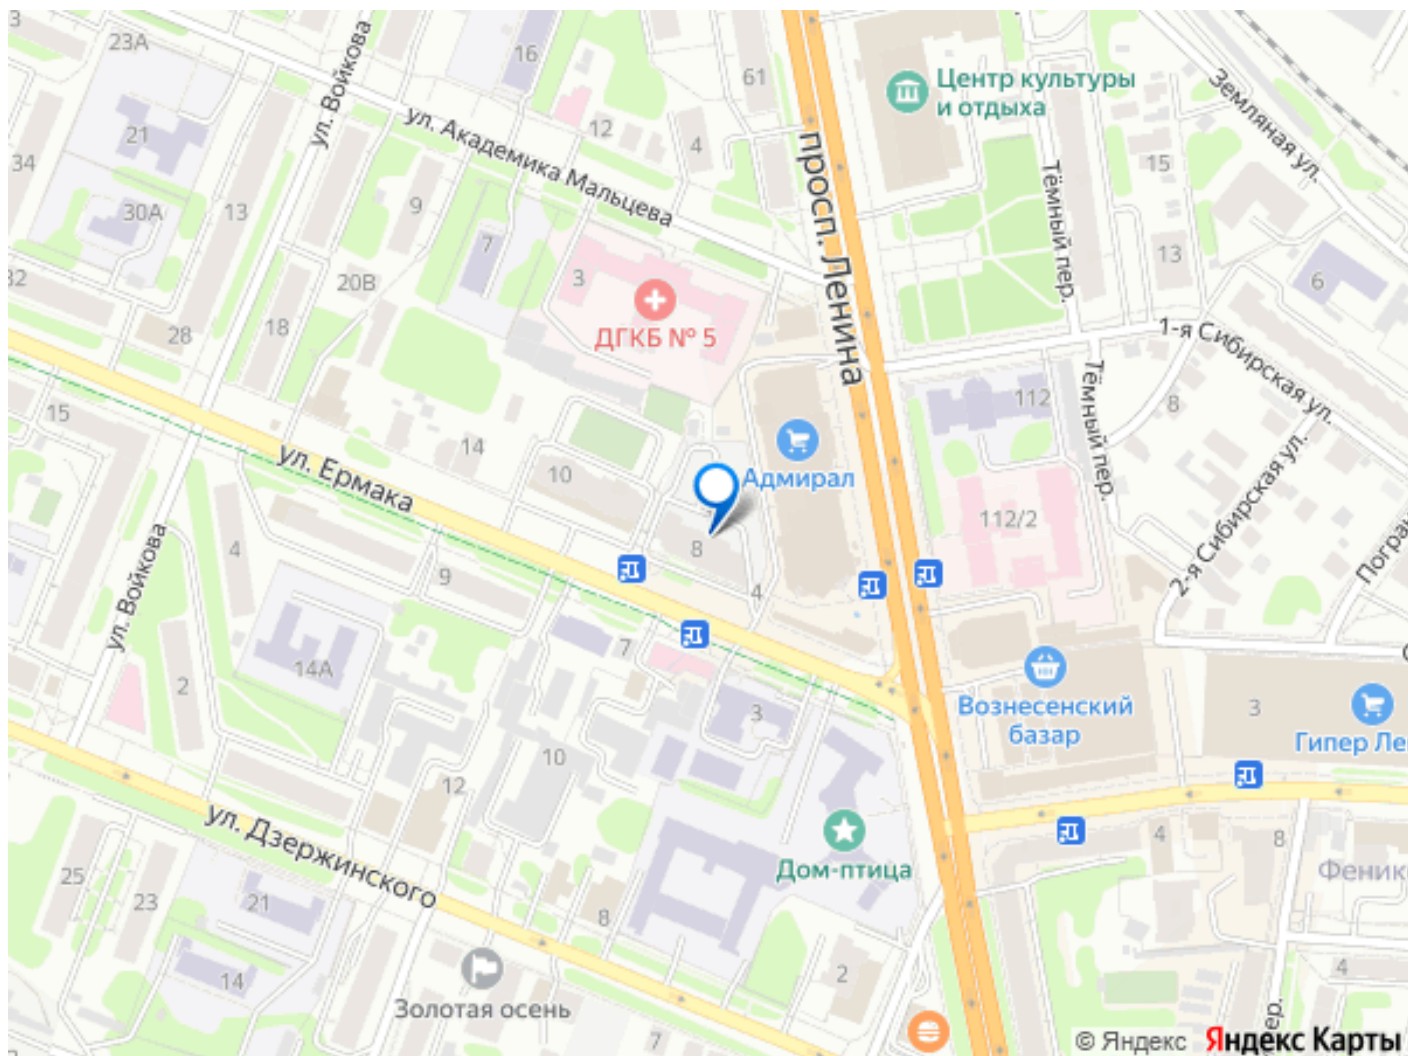 3
23А
ул. Войкова
16
61
Центр культуры
и отдыха
Земляная ул.
21
ул. Академика Мальцева
12
4
просп. Ленина
Тёмный пер.
15
34
30А
13
9
7
3
13
6
32
20В
28
18
ДГКБ № 5
1-я Сибирская ул.
Тёмный пер.
112
8
15
ул. Ермака
14
10
Адмирал
112/2
2-я Сибирская ул.
Погран
ул. Войкова
4
9
8
4
7
14А
2
3
Вознесенский
базар
3
Гипер Ле
10
12
ул. Дзержинского
Дом-птица
4
8
Феник
25
23
21
8
14
Золотая осень
2
4
7
ер.
© Яндекс Яндекс Карты